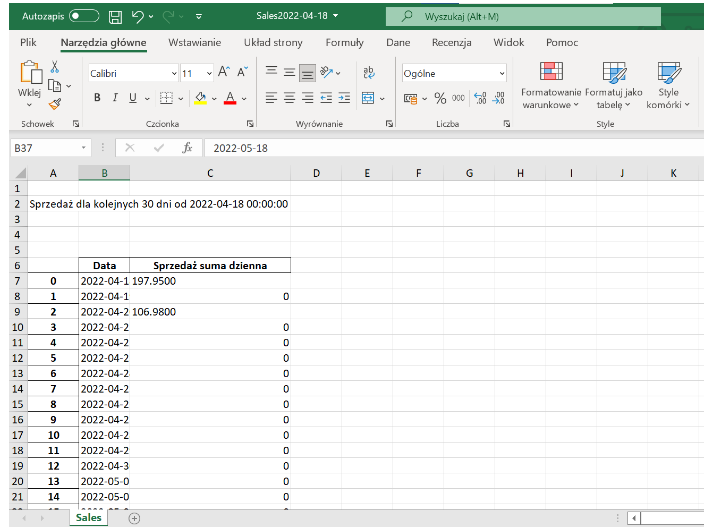 Autozapis Sales2022-04-18 Wyszukaj (Alt+M)
Plik Narzędzia główne Wstawianie Układ strony Formuły Dane Recenzja Widok Pomoc
Wklej Calibri 11 A A ab Ogólne
B I U A % 000 Formatowanie warunkowe Formatuj jako tabelę Style komórki
Schowek Czcionka Wyrównanie Liczba Style
B37 fx 2022-05-18
A B C D E F G H I J K
1
2 Sprzedaż dla kolejnych 30 dni od 2022-04-18 00:00:00
3
4
5
6 Data Sprzedaż suma dzienna
7 0 2022-04-1 197.9500
8 1 2022-04-1 0
9 2 2022-04-2 106.9800
10 3 2022-04-2 0
11 4 2022-04-2 0
12 5 2022-04-2 0
13 6 2022-04-2 0
14 7 2022-04-2 0
15 8 2022-04-2 0
16 9 2022-04-2 0
17 10 2022-04-2 0
18 11 2022-04-2 0
19 12 2022-04-3 0
20 13 2022-05-0 0
21 14 2022-05-0 0
Sales